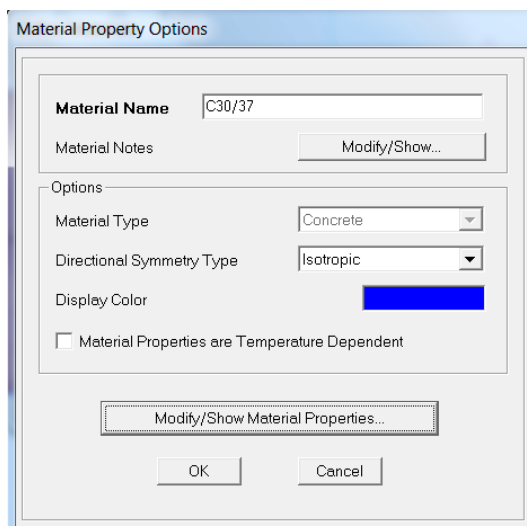 Material Property Options
Material Name C30/37
Material Notes Modify/Show...
Options
Material Type Concrete
Directional Symmetry Type Isotropic
Display Color
Material Properties are Temperature Dependent
Modify/Show Material Properties...
OK Cancel